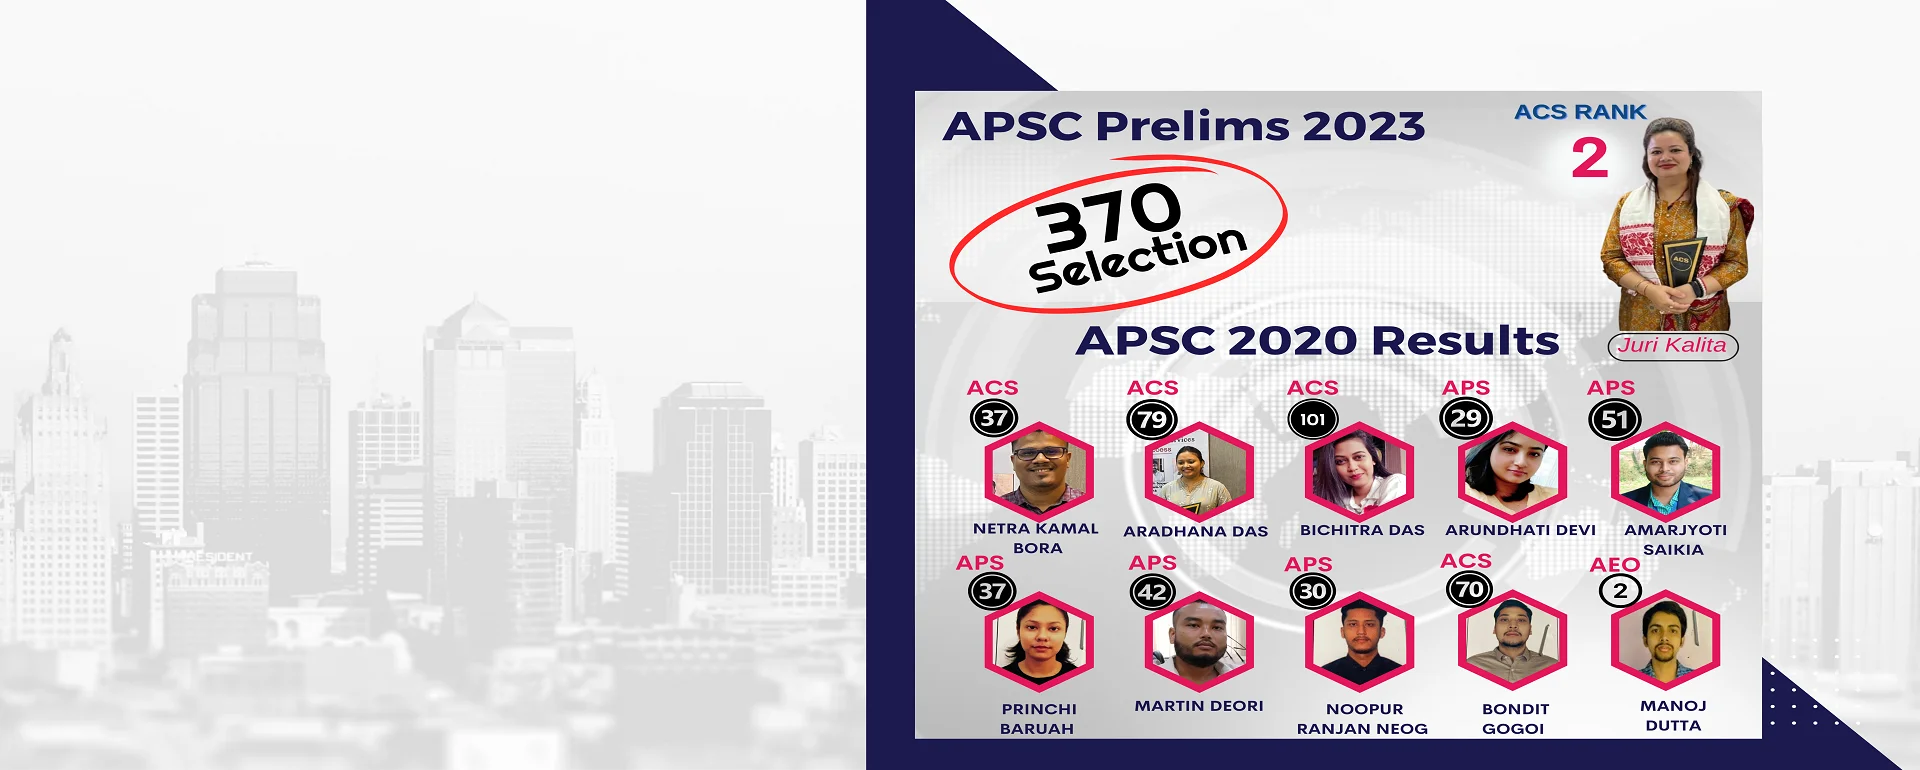 APSC Prelims 2023
ACS RANK
2
370
Selection
ACS
Juri Kalita
APSC 2020 Results
ACS
37
NETRA KAMAL
BORA
ACS
79
ARADHANA DAS
ACS
101
BICHITRA DAS
APS
29
ARUNDHATI DEVI
APS
51
AMARJYOTI
SAIKIA
APS
37
PRINCHI
BARUAH
APS
42
MARTIN DEORI
APS
30
NOOPUR
RANJAN NEOG
ACS
70
BONDIT
GOGOI
AEO
2
MANOJ
DUTTA